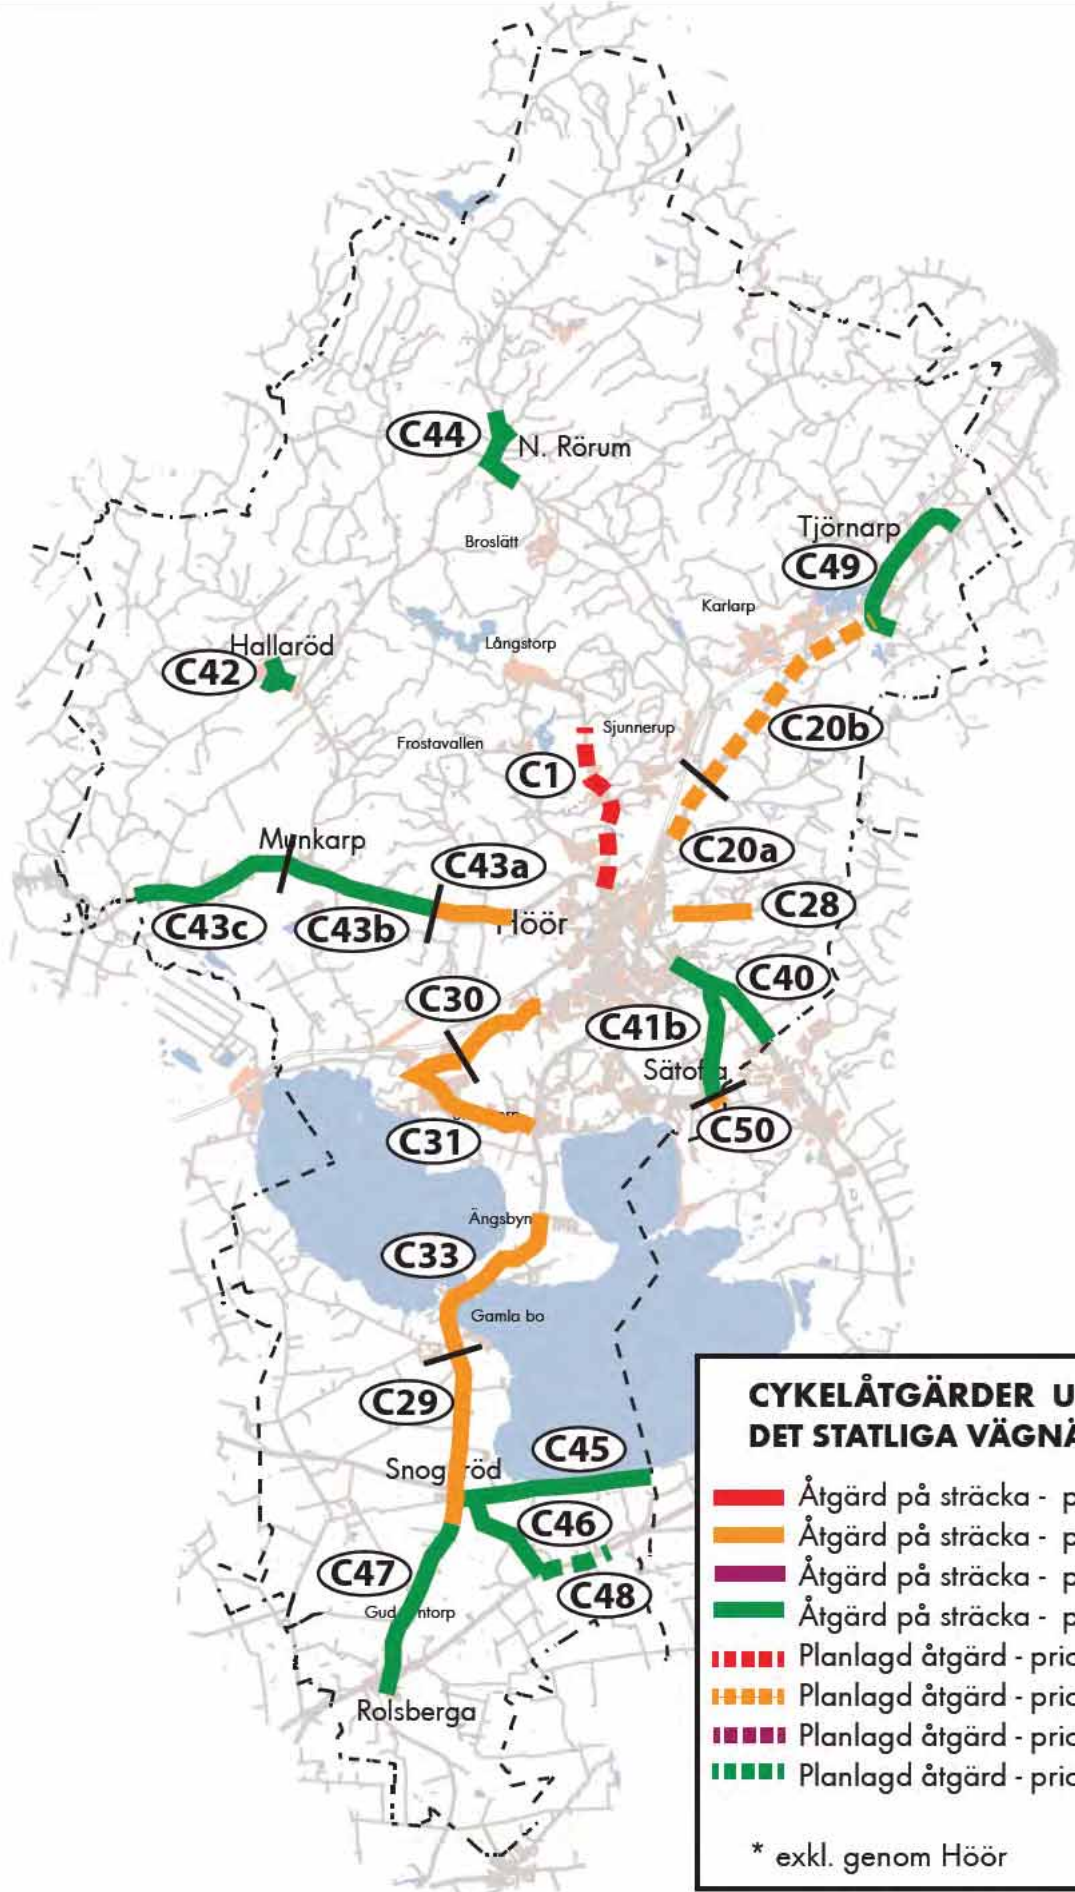 C44
N. Rörum
Broslätt
Tjörnarp
C49
Karlarp
Hallaröd
C42
Långstorp
Sjunnerup
C20b
Frostavallen
C1
Munkarp
C43a
C20a
C28
C43c
C43b
Höör
C40
C30
C41b
C50
C31
Ängsbyn
C33
Gamla bo
C29
C45
C46
C47
C48
Rolsberga
CYKELÅTGÄRDER U
DET STATLIGA VÄGNÄ
Åtgärd på sträcka - p
Åtgärd på sträcka - p
Åtgärd på sträcka - p
Åtgärd på sträcka - p
Planlagd åtgärd - pric
Planlagd åtgärd - pric
Planlagd åtgärd - pric
Planlagd åtgärd - pric
* exkl. genom Höör